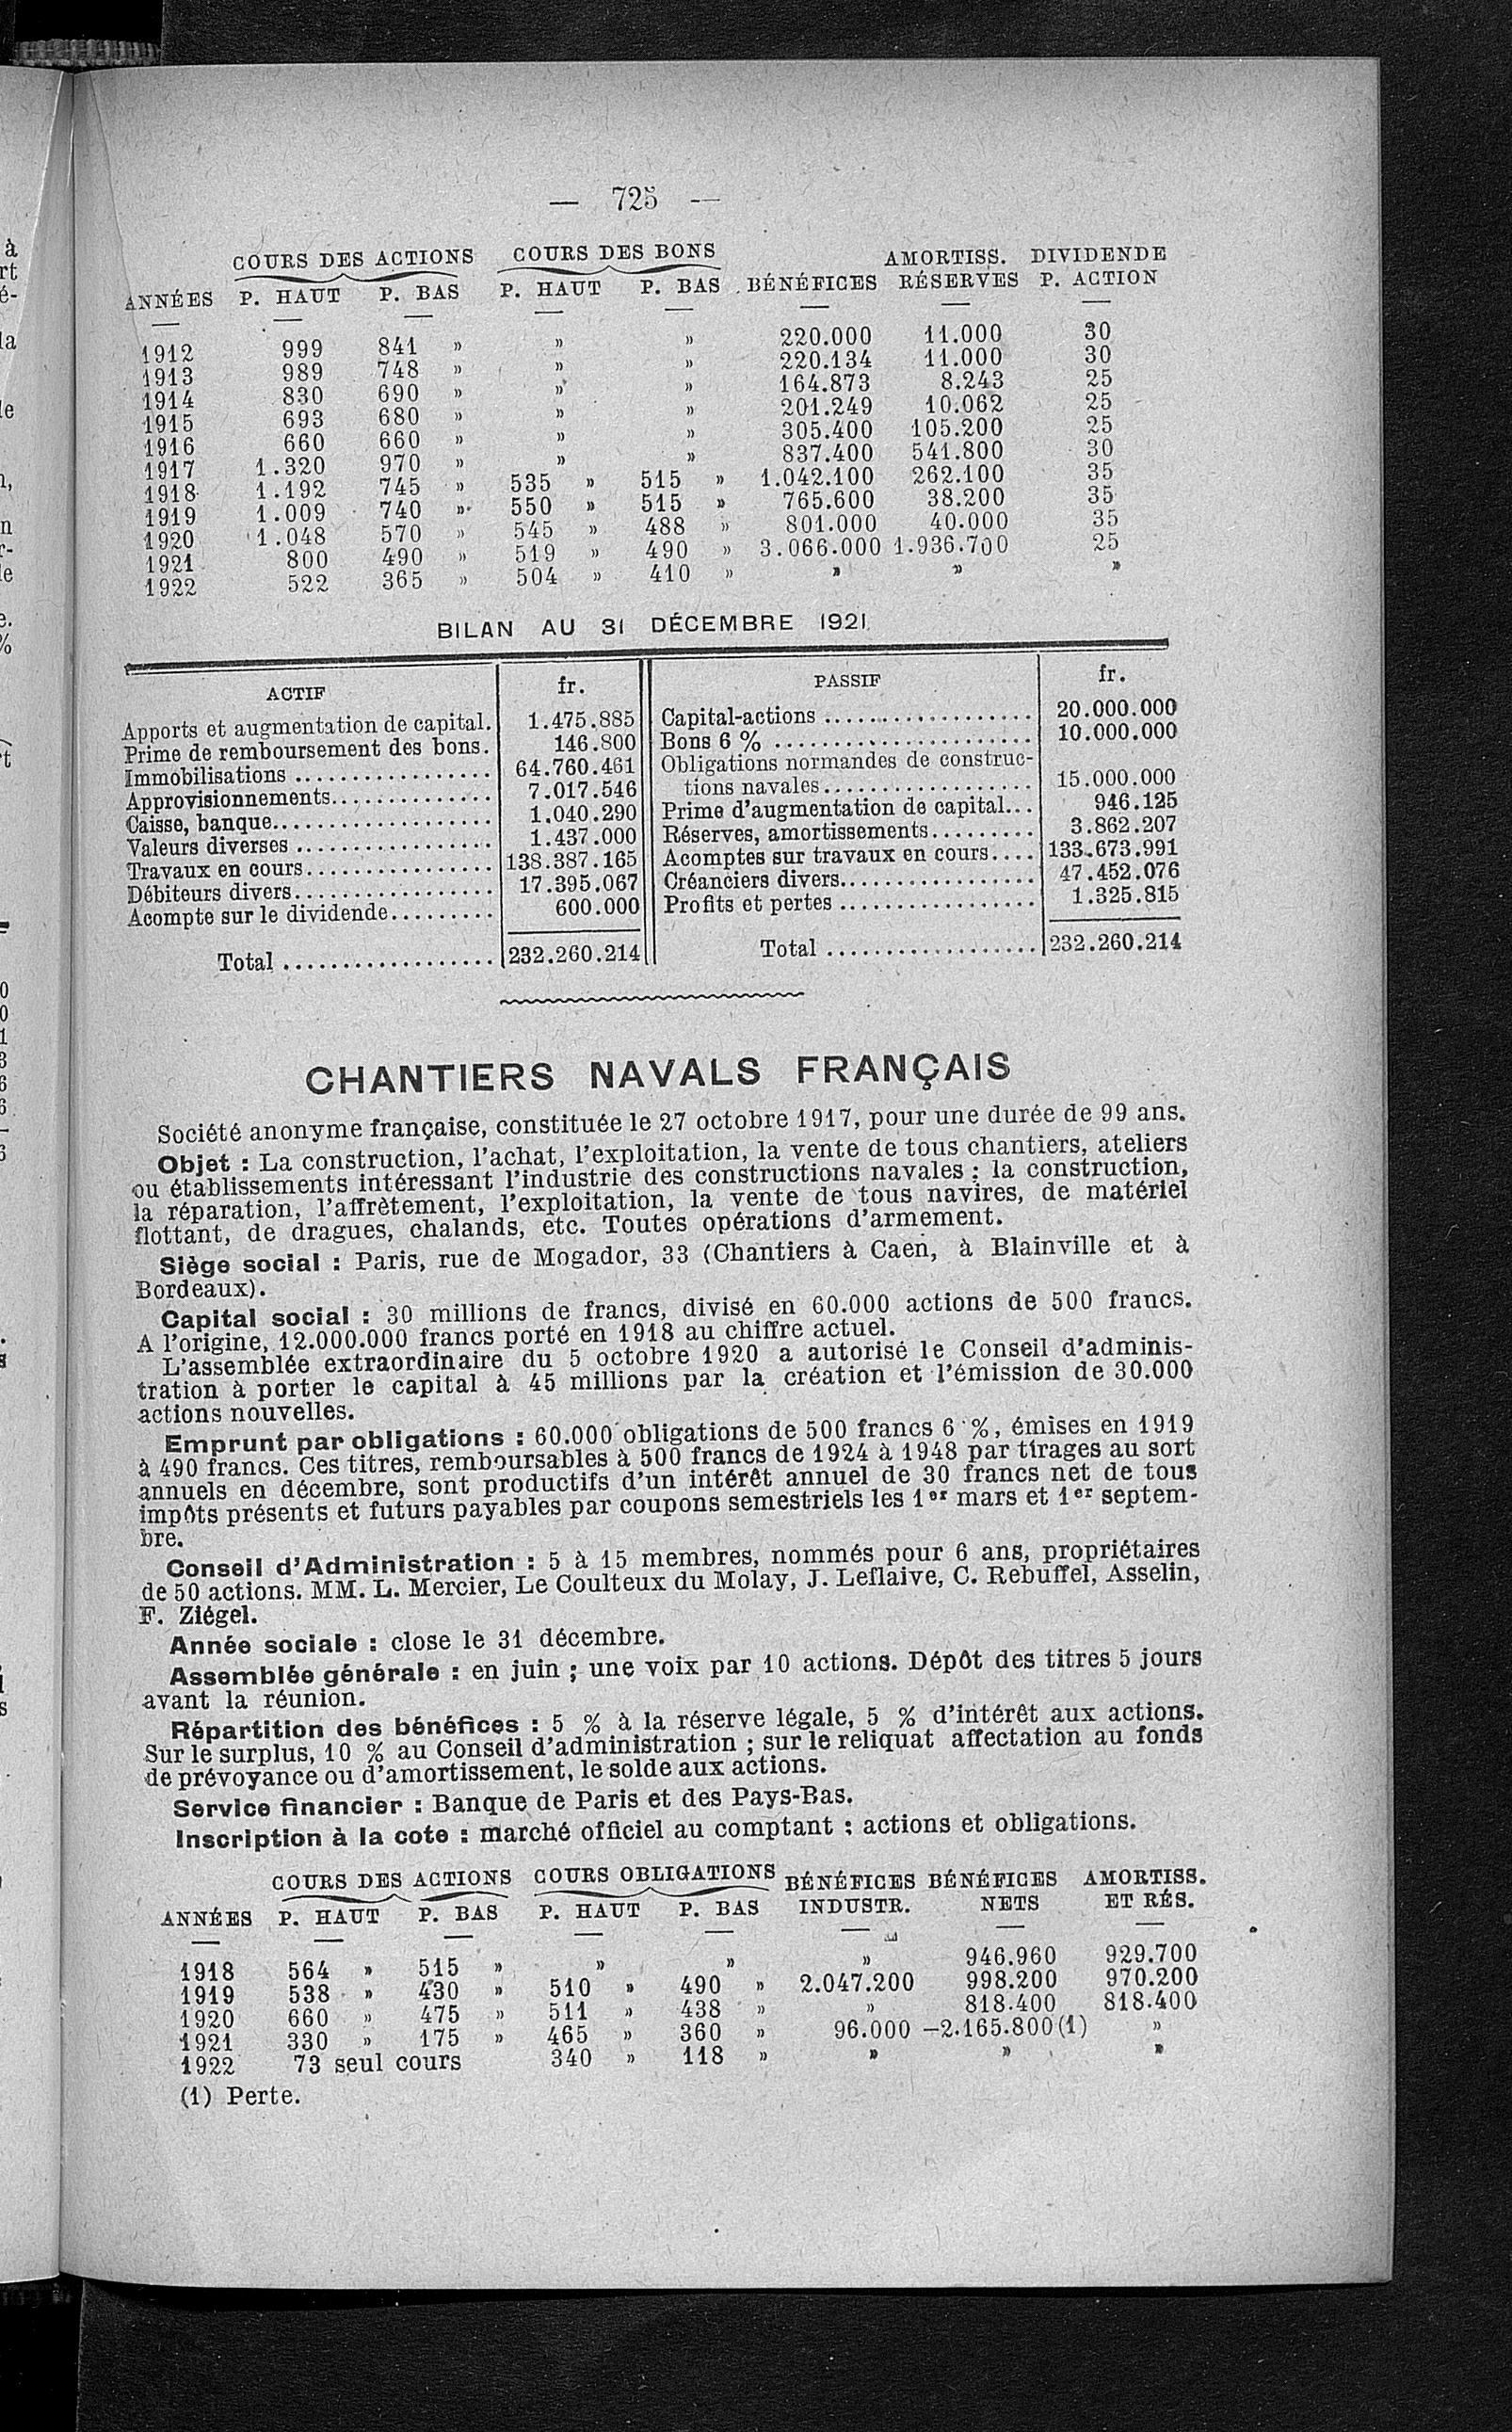 — 725 —
COURS DES ACTIONS COURS DES BONS AMORTISS. DIVIDENDE
ANNÉES P. HAUT P. BAS P. HAUT P. BAS BÉNÉFICES RÉSERVES P. ACTION
1912 999 841 » » » 220.000 11.000 30
1913 989 748 » » » 220.134 11.000 30
1914 830 690 » » » 164.873 8.243 25
1915 693 680 » » » 201.249 10.062 25
1916 660 660 » » » 305.400 105.200 25
1917 1.320 970 » » » 837.400 541.800 30
1918 1.192 745 » 535 » 515 » 1.042.100 262.100 35
1919 1.009 740 » 550 » 515 » 765.600 38.200 35
1920 1.048 570 » 545 » 488 » 801.000 40.000 35
1921 800 490 » 519 » 490 » 3.066.000 1.936.700 25
1922 522 365 » 504 » 410 » » » »
BILAN AU 31 DÉCEMBRE 1921
ACTIF fr. PASSIF fr.
Apports et augmentation de capital. 1.475.885 Capital-actions .................. 20.000.000
Prime de remboursement des bons. 146.800 Bons 6 % ...................... 10.000.000
Immobilisations ................. 64.760.461 Obligations normandes de construc-
Approvisionnements............... 7.017.546 tions navales .................. 15.000.000
Caisse, banque.................... 1.040.290 Prime d'augmentation de capital... 946.125
Valeurs diverses ................. 1.437.000 Réserves, amortissements......... 3.862.207
Travaux en cours................ 138.387.165 Acomptes sur travaux en cours.... 133.673.991
Débiteurs divers.................. 17.395.067 Créanciers divers................. 47.452.076
Acompte sur le dividende......... 600.000 Profits et pertes ................. 1.325.815
Total .................. 232.260.214 Total .................. 232.260.214
CHANTIERS NAVALS FRANÇAIS
Société anonyme française, constituée le 27 octobre 1917, pour une durée de 99 ans.
Objet : La construction, l'achat, l'exploitation, la vente de tous chantiers, ateliers
ou établissements intéressant l'industrie des constructions navales ; la construction,
la réparation, l'affrètement, l'exploitation, la vente de tous navires, de matériel
flottant, de dragues, chalands, etc. Toutes opérations d'armement.
Siège social : Paris, rue de Mogador, 33 (Chantiers à Caen, à Blainville et à
Bordeaux).
Capital social : 30 millions de francs, divisé en 60.000 actions de 500 francs.
A l'origine, 12.000.000 francs porté en 1918 au chiffre actuel.
L'assemblée extraordinaire du 5 octobre 1920 a autorisé le Conseil d'adminis-
tration à porter le capital à 45 millions par la création et l'émission de 30.000
actions nouvelles.
Emprunt par obligations : 60.000 obligations de 500 francs 6 %, émises en 1919
à 490 francs. Ces titres, remboursables à 500 francs de 1924 à 1948 par tirages au sort
annuels en décembre, sont productifs d'un intérêt annuel de 30 francs net de tous
impôts présents et futurs payables par coupons semestriels les 1er mars et 1er septem-
bre.
Conseil d'Administration : 5 à 15 membres, nommés pour 6 ans, propriétaires
de 50 actions. MM. L. Mercier, Le Coulteux du Molay, J. Leflaive, C. Rebuffel, Asselin,
F. Ziégel.
Année sociale : close le 31 décembre.
Assemblée générale : en juin ; une voix par 10 actions. Dépôt des titres 5 jours
avant la réunion.
Répartition des bénéfices : 5 % à la réserve légale, 5 % d'intérêt aux actions.
Sur le surplus, 10 % au Conseil d'administration ; sur le reliquat affectation au fonds
de prévoyance ou d'amortissement, le solde aux actions.
Service financier : Banque de Paris et des Pays-Bas.
Inscription à la cote : marché officiel au comptant ; actions et obligations.
COURS DES ACTIONS COURS OBLIGATIONS BÉNÉFICES BÉNÉFICES AMORTISS.
ANNÉES P. HAUT P. BAS P. HAUT P. BAS INDUSTR. NETS ET RÉS.
1918 564 » 515 » » » » 946.960 929.700
1919 538 » 430 » 510 » 490 » 2.047.200 998.200 970.200
1920 660 » 475 » 511 » 438 » » 818.400 818.400
1921 330 » 175 » 465 » 360 » 96.000 —2.165.800 (1) »
1922 73 seul cours 340 » 118 » » » »
(1) Perte.